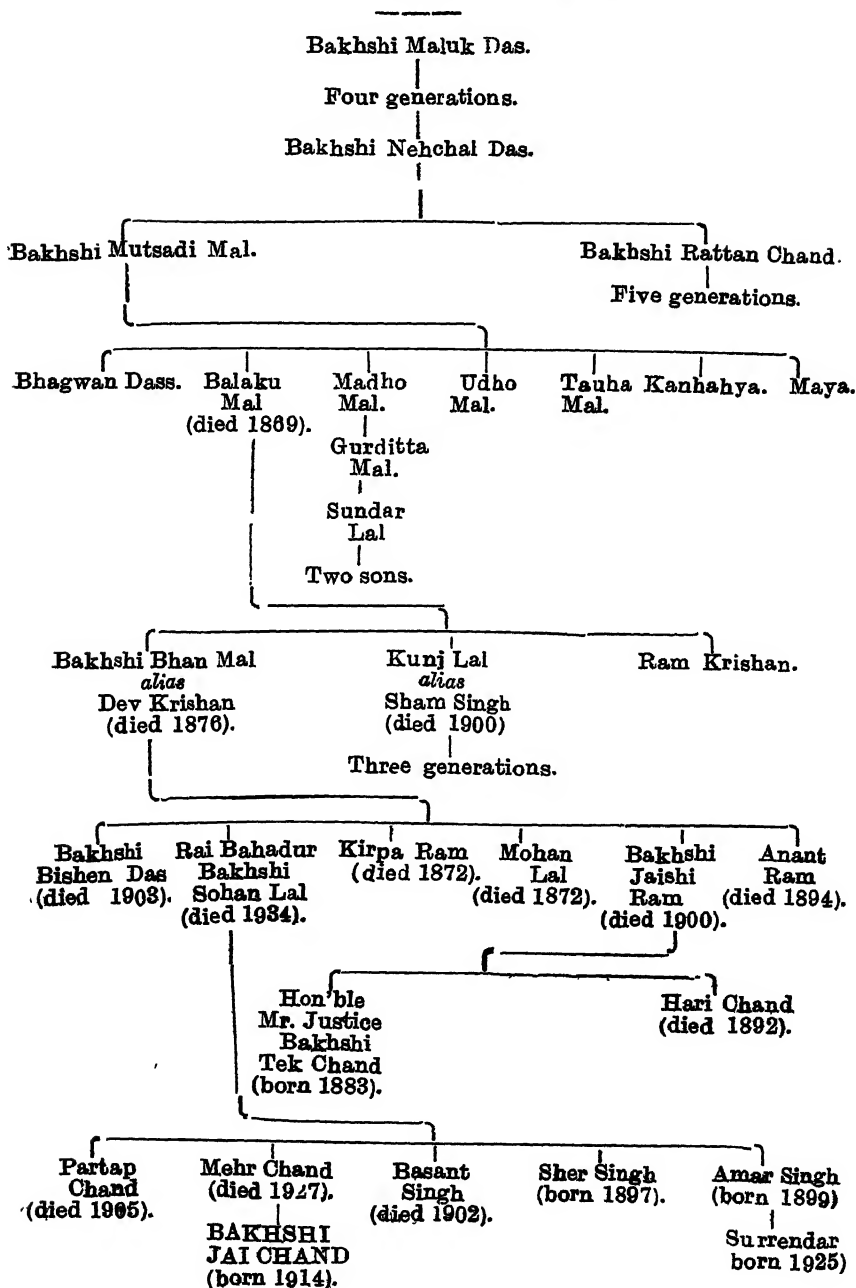 Bakhshi Maluk Das.
Four generations.
Bakhshi Nehchal Das.
Bakhshi Mutsadi Mal.
Bakhshi Rattan Chand.
Five generations.
Bhagwan Dass.
Balaku
Mal
(died 1869).
Madho
Mal.
Udho
Mal.
Tauha
Mal.
Kanhahya.
Maya.
Gurditta
Mal.
Sundar
Lal
Two sons.
Bakhshi Bhan Mal
alias
Dev Krishan
(died 1876).
Kunj Lal
alias
Sham Singh
(died 1900)
Ram Krishan.
Three generations.
Bakhshi
Bishen Das
(died 1903).
Rai Bahadur
Bakhshi
Sohan Lal
(died 1934).
Kirpa Ram
(died 1872).
Mohan
Lal
(died 1872).
Bakhshi
Jaishi
Ram
(died 1900).
Anant
Ram
(died 1894).
Hon'ble
Mr. Justice
Bakhshi
Tek Chand
(born 1883).
Hari Chand
(died 1892).
Partap
Chand
(died 1905).
Mehr Chand
(died 1927).
BAKHSHI
JAI CHAND
(born 1914).
Basant
Singh
(died 1902).
Sher Singh
(born 1897).
Amar Singh
(born 1899)
Surrendar
born 1925)